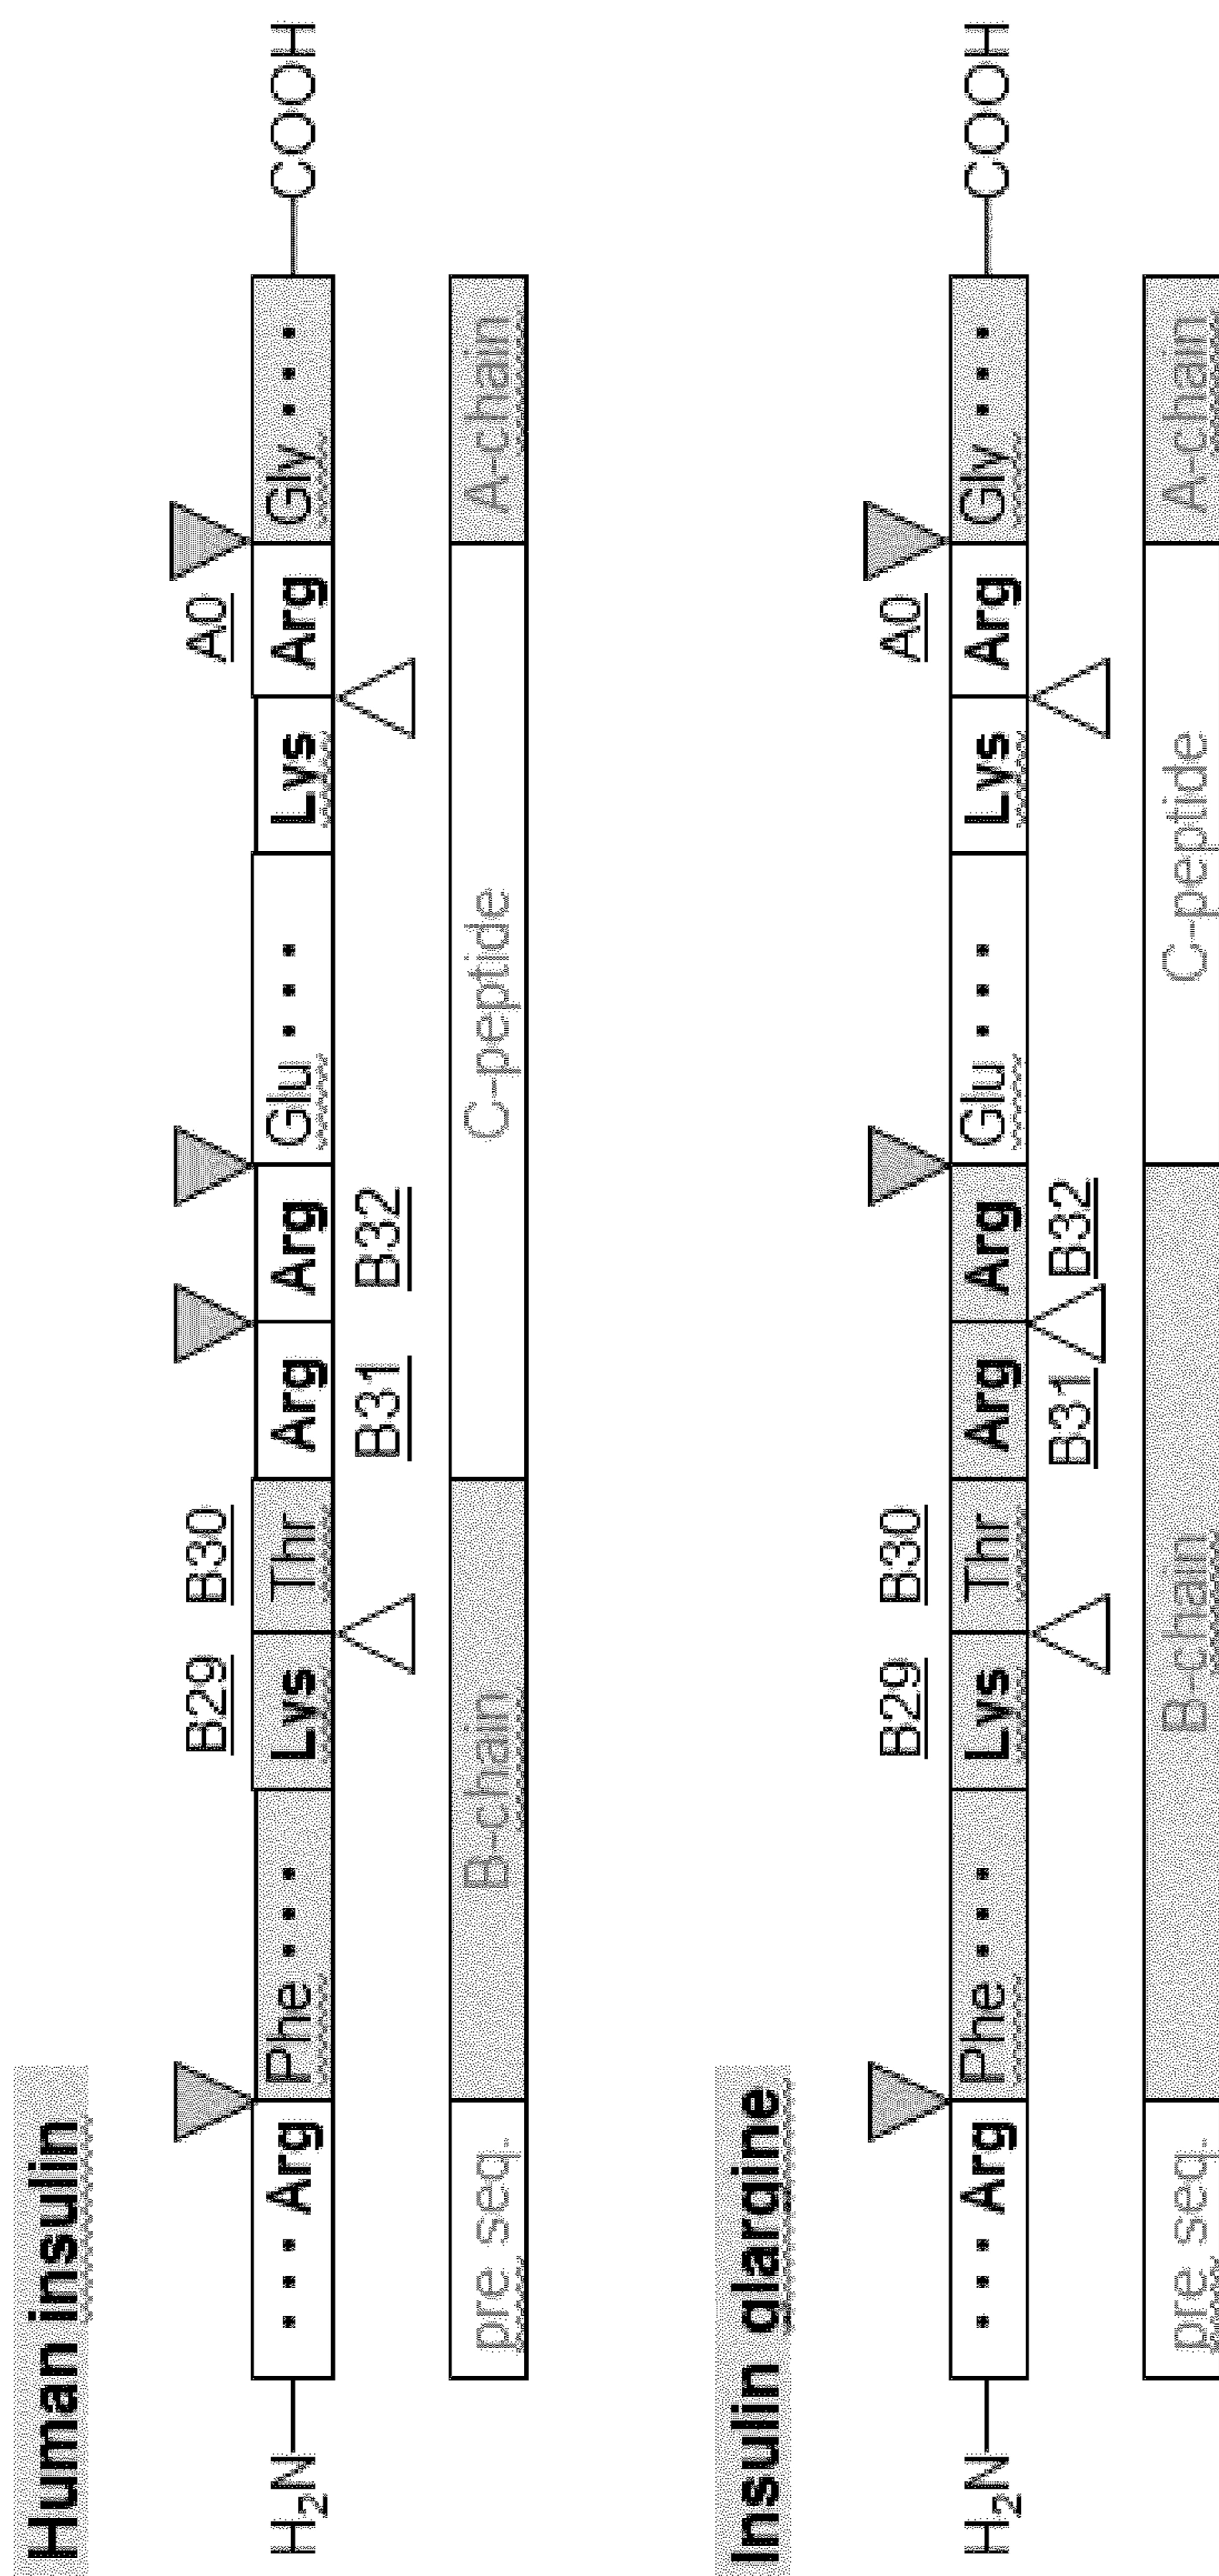 Human insulin
A0
B30
B29
H₂N ... Arg Phe ... Lys Thr Arg Arg Glu ... Lys Arg Gly ... COOH
B31 B32
pre seq. B-chain C-peptide A-chain
Insulin glargine
B29 B30 A0
H₂N ... Arg Phe ... Lys Thr Arg Arg Glu ... Lys Arg Gly ... COOH
B31 B32
pre seq. B-chain C-peptide A-chain